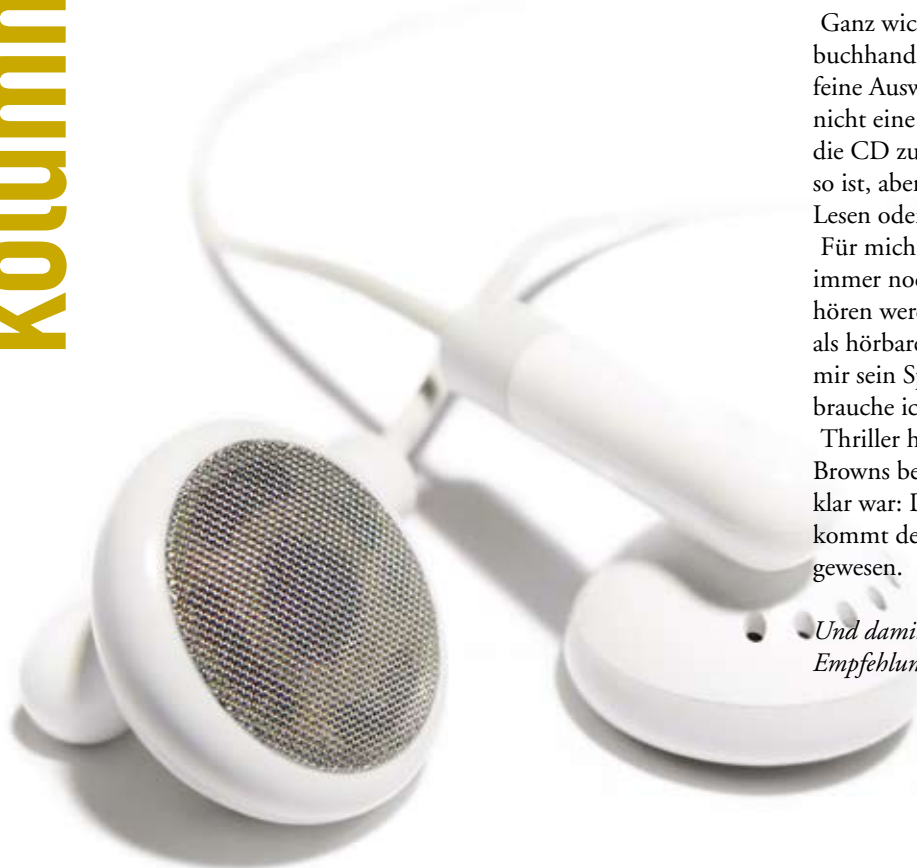 Kolumn
Ganz wic
buchhand
feine Ausw
nicht eine
die CD zu
so ist, aber
Lesen oder
Für mich
immer noc
hören werd
als hörbare
mir sein Sp
brauche ic
Thriller h
Browns be
klar war: D
kommt de
gewesen.
Und dami
Empfehlun